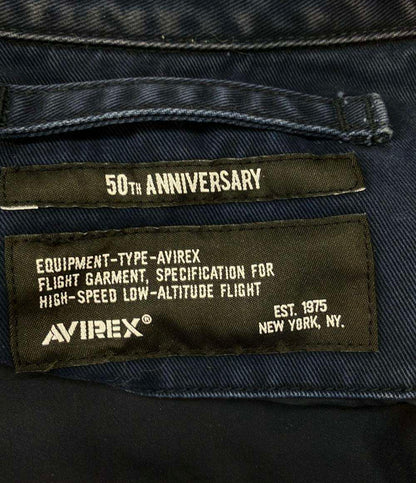 50TH ANNIVERSARY
EQUIPMENT-TYPE-AVIREX
FLIGHT GARMENT, SPECIFICATION FOR
HIGH-SPEED LOW-ALTITUDE FLIGHT
AVIREX®
EST. 1975
NEW YORK, NY.